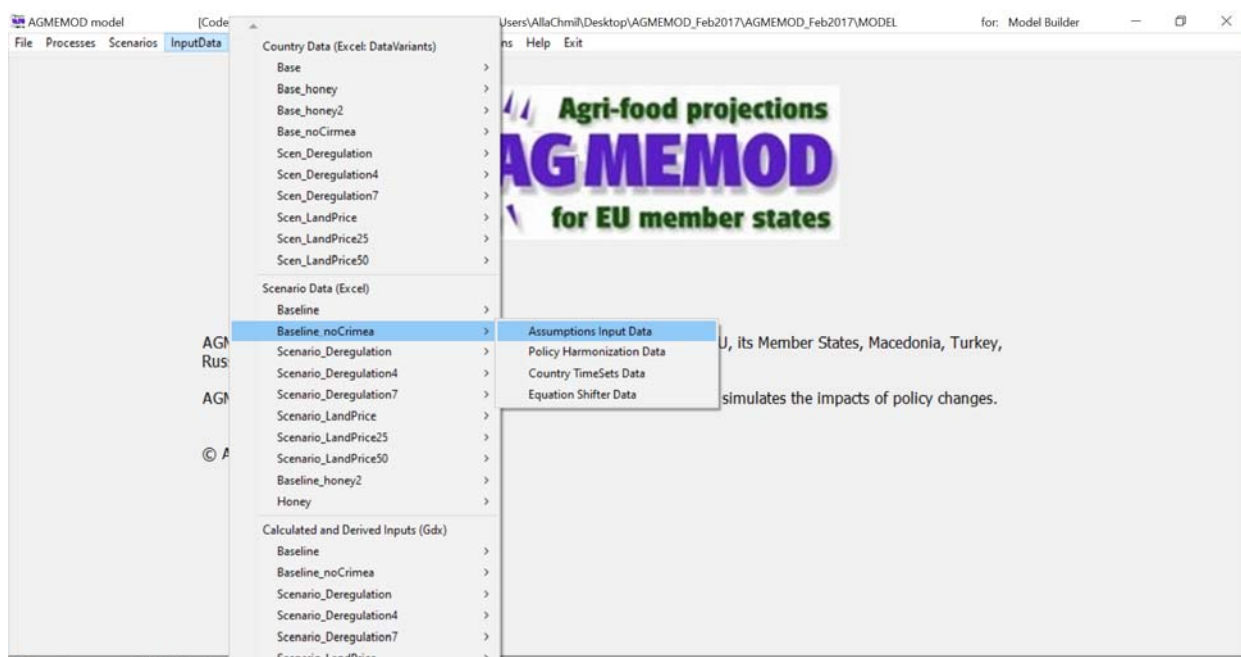 AGMEMOD model [Code Users\AllaChmil\Desktop\AGMEMOD_Feb2017\AGMEMOD_Feb2017\MODEL for: Model Builder
File Processes Scenarios InputData ns Help Exit
Country Data (Excel: DataVariants)
Base
Base_honey
Base_honey2
Base_noCirmea
Scen_Deregulation
Scen_Deregulation4
Scen_Deregulation7
Scen_LandPrice
Scen_LandPrice25
Scen_LandPrice50
Scenario Data (Excel)
Baseline
Baseline_noCrimea
Scenario_Deregulation
Scenario_Deregulation4
Scenario_Deregulation7
Scenario_LandPrice
Scenario_LandPrice25
Scenario_LandPrice50
Baseline_honey2
Honey
Calculated and Derived Inputs (Gdx)
Baseline
Baseline_noCrimea
Scenario_Deregulation
Scenario_Deregulation4
Scenario_Deregulation7
Scenario_LandPrice
Assumptions Input Data
Policy Harmonization Data
Country TimeSets Data
Equation Shifter Data
Agri-food projections
AGMEMOD
for EU member states
AGM U, its Member States, Macedonia, Turkey,
Rus
AGM simulates the impacts of policy changes.
© A